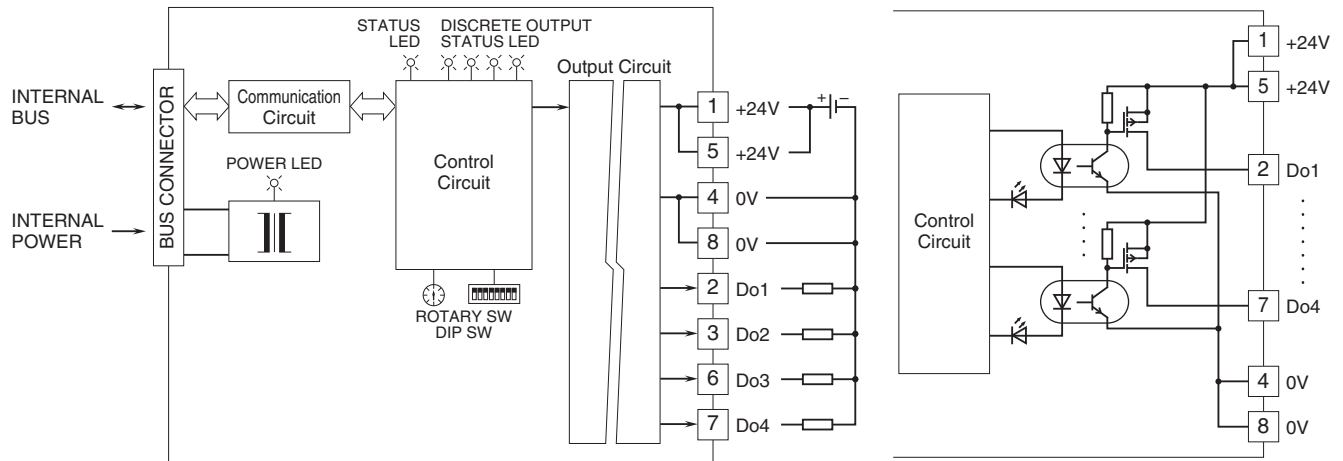 STATUS
LED
DISCRETE OUTPUT
STATUS LED
Output Circuit
INTERNAL
BUS
BUS CONNECTOR
Communication
Circuit
Control
Circuit
POWER LED
INTERNAL
POWER
ROTARY SW
DIP SW
1 +24V
+ –
5 +24V
4 0V
8 0V
2 Do1
3 Do2
6 Do3
7 Do4
Control
Circuit
1 +24V
5 +24V
2 Do1
7 Do4
4 0V
8 0V